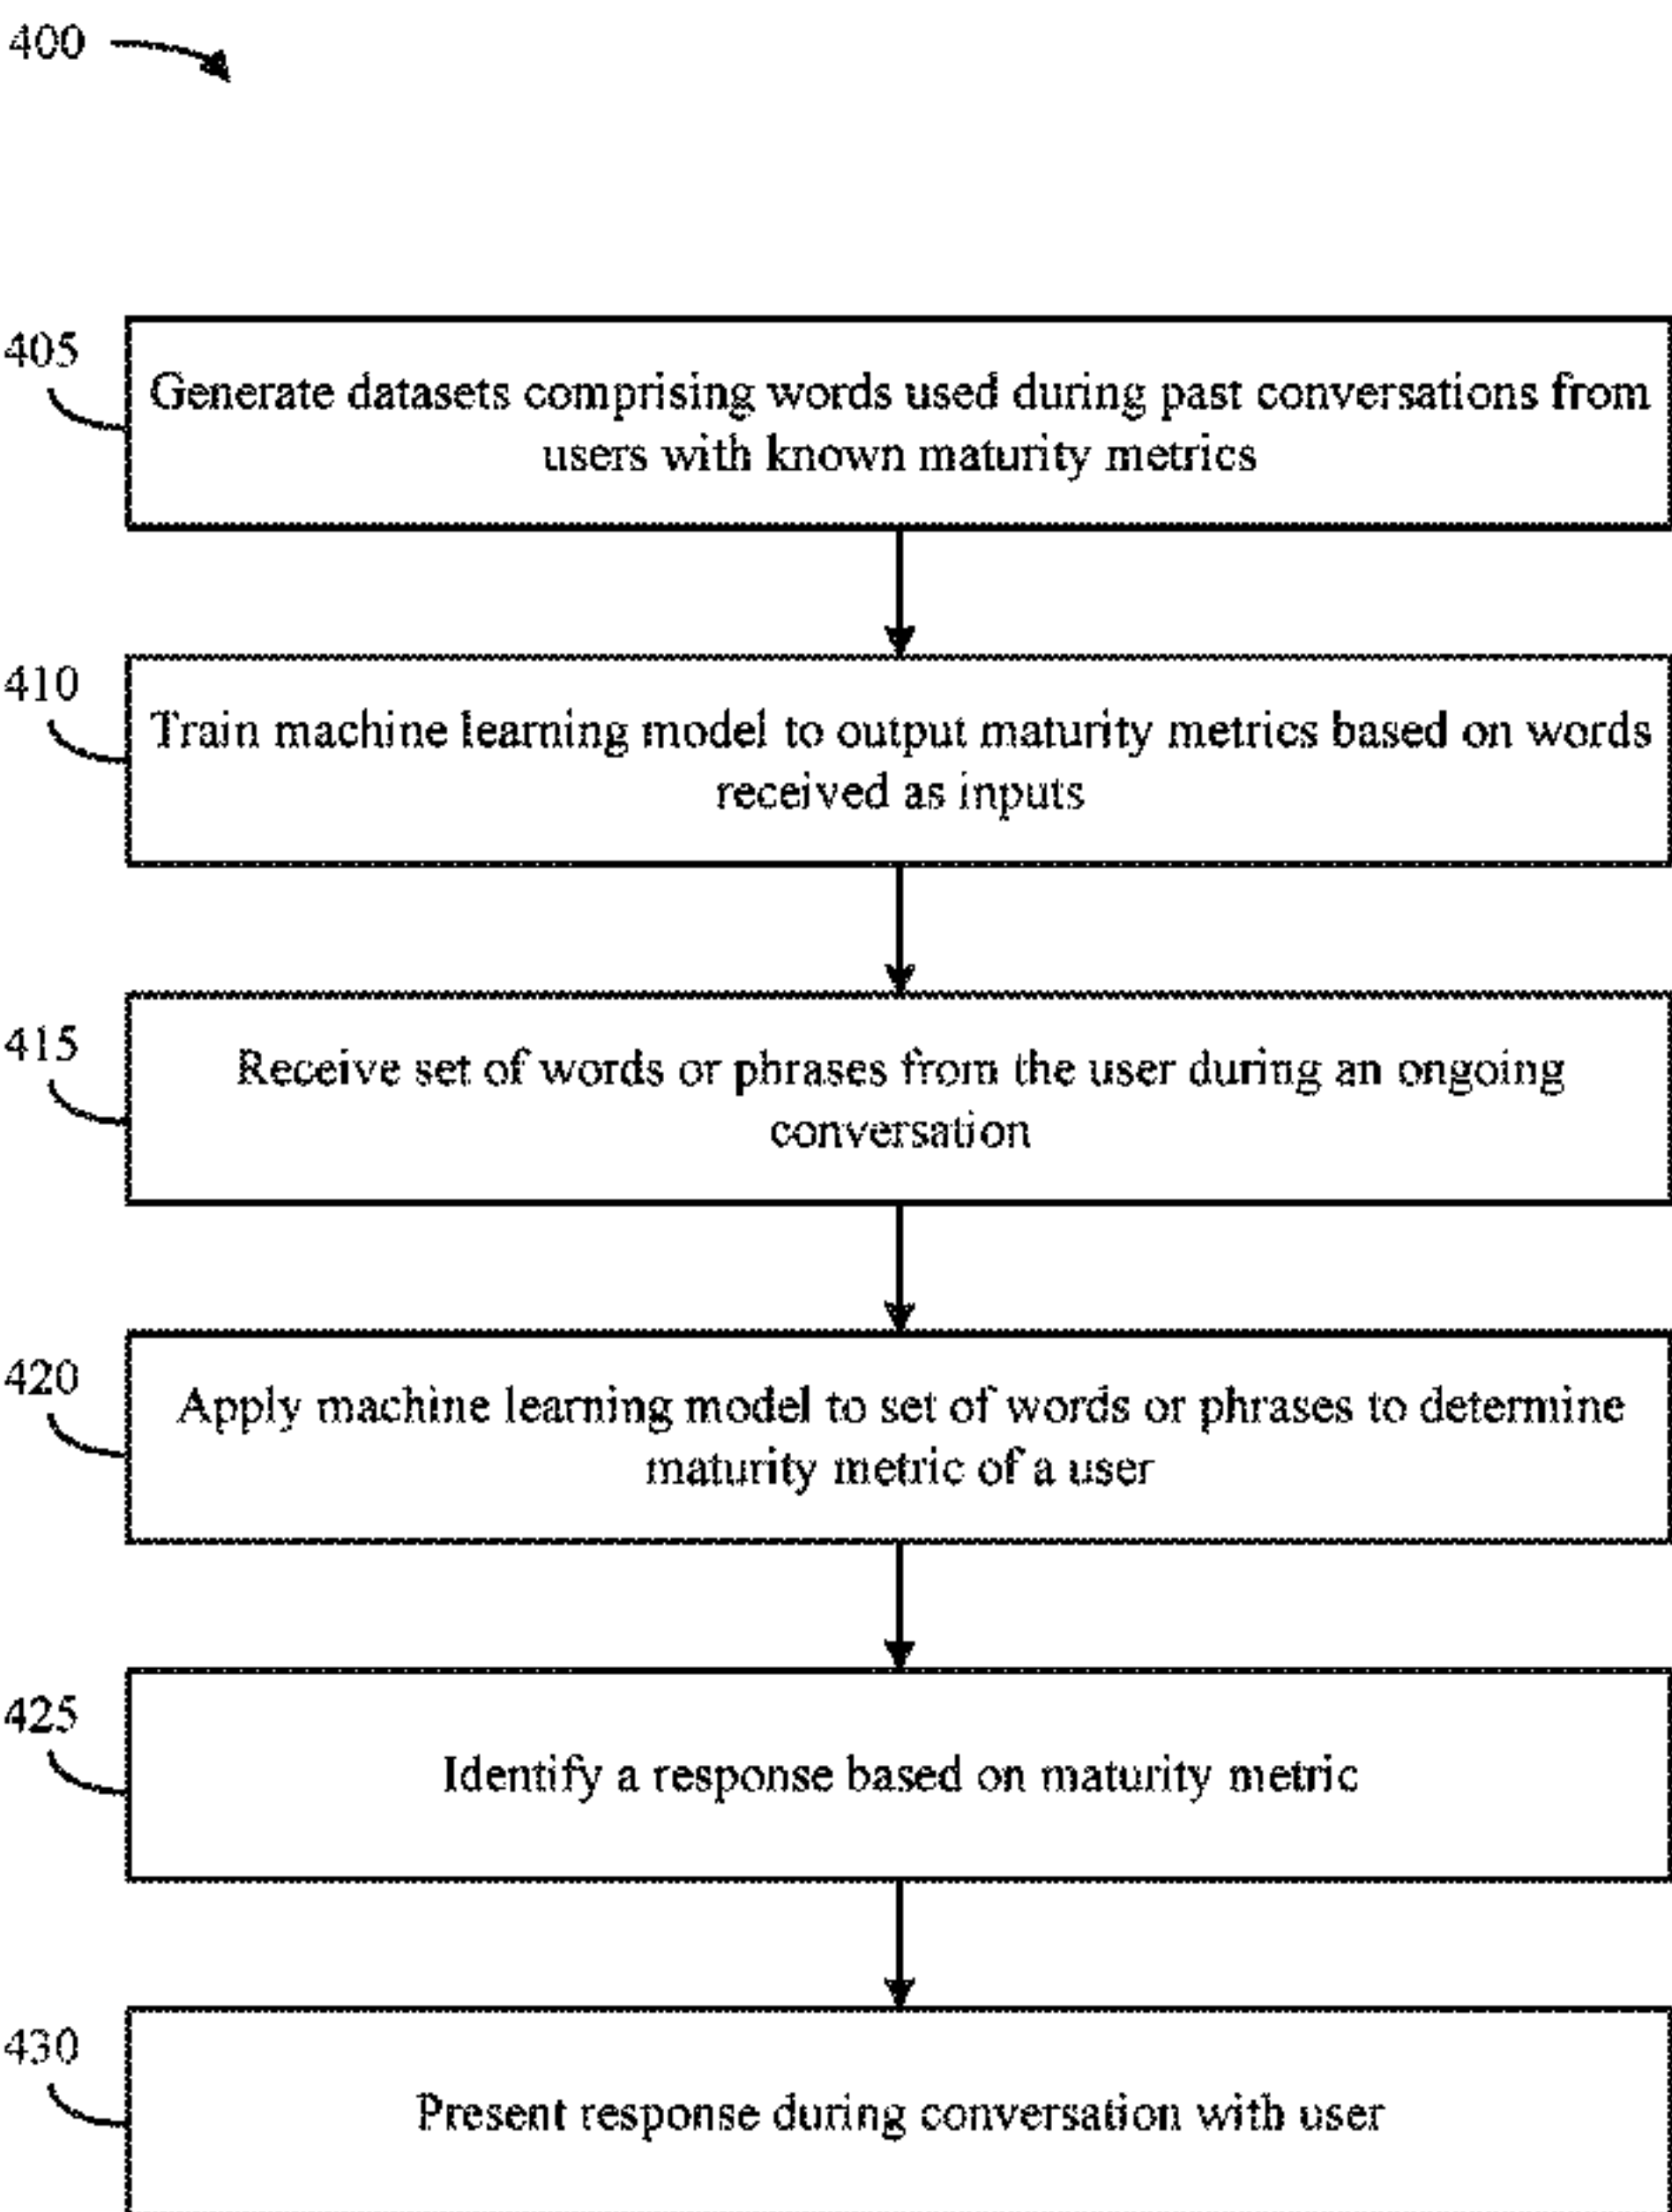 400
405
Generate datasets comprising words used during past conversations from
users with known maturity metrics
410
Train machine learning model to output maturity metrics based on words
received as inputs
415
Receive set of words or phrases from the user during an ongoing
conversation
420
Apply machine learning model to set of words or phrases to determine
maturity metric of a user
425
Identify a response based on maturity metric
430
Present response during conversation with user